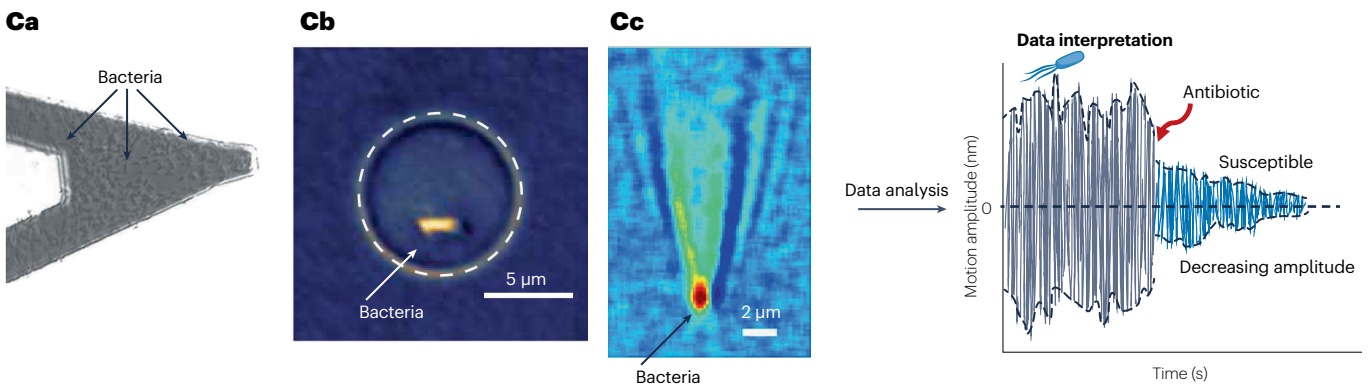 Ca
Bacteria
Cb
Bacteria
5 µm
Cc
2 µm
Bacteria
Data analysis
Data interpretation
Antibiotic
Susceptible
Decreasing amplitude
Motion amplitude (nm)
0
Time (s)